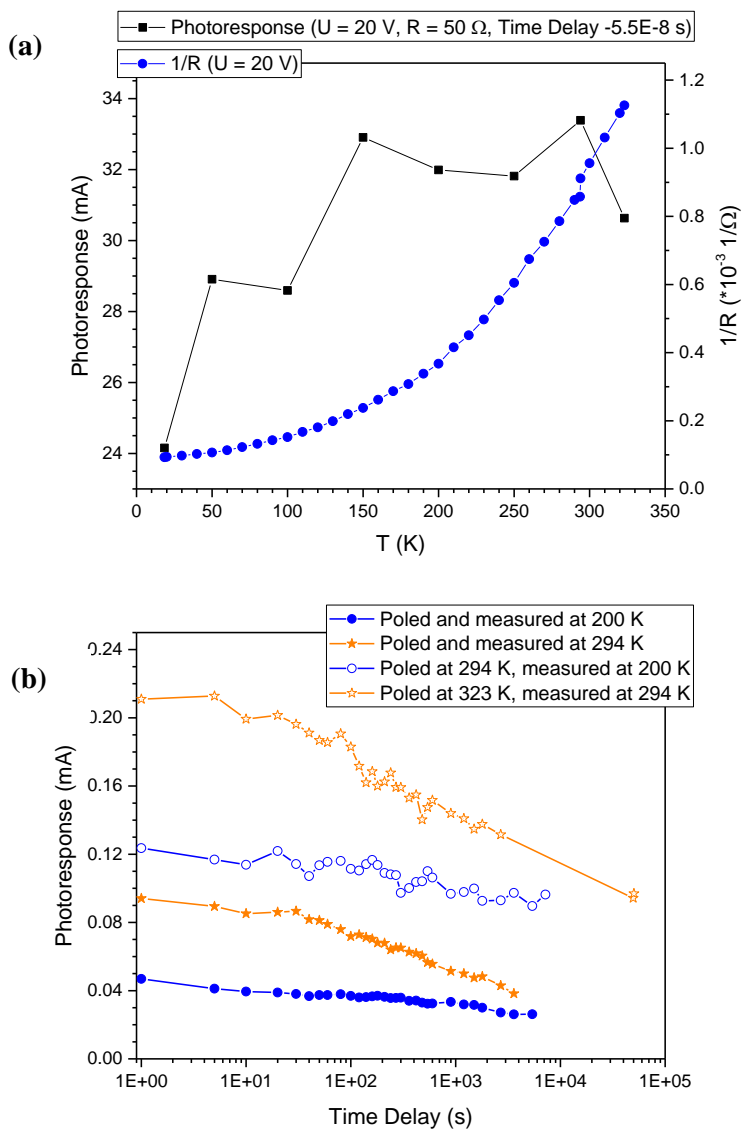 (a)
Photoresponse (U = 20 V, R = 50 Ω, Time Delay -5.5E-8 s)
1/R (U = 20 V)
34
32
30
28
26
24
Photoresponse (mA)
1.2
1.0
0.8
0.6
0.4
0.2
0.0
1/R (*10⁻³ 1/Ω)
0 50 100 150 200 250 300 350
T (K)
(b)
Poled and measured at 200 K
Poled and measured at 294 K
Poled at 294 K, measured at 200 K
Poled at 323 K, measured at 294 K
0.24
0.20
0.16
0.12
0.08
0.04
0.00
Photoresponse (mA)
1E+00 1E+01 1E+02 1E+03 1E+04 1E+05
Time Delay (s)